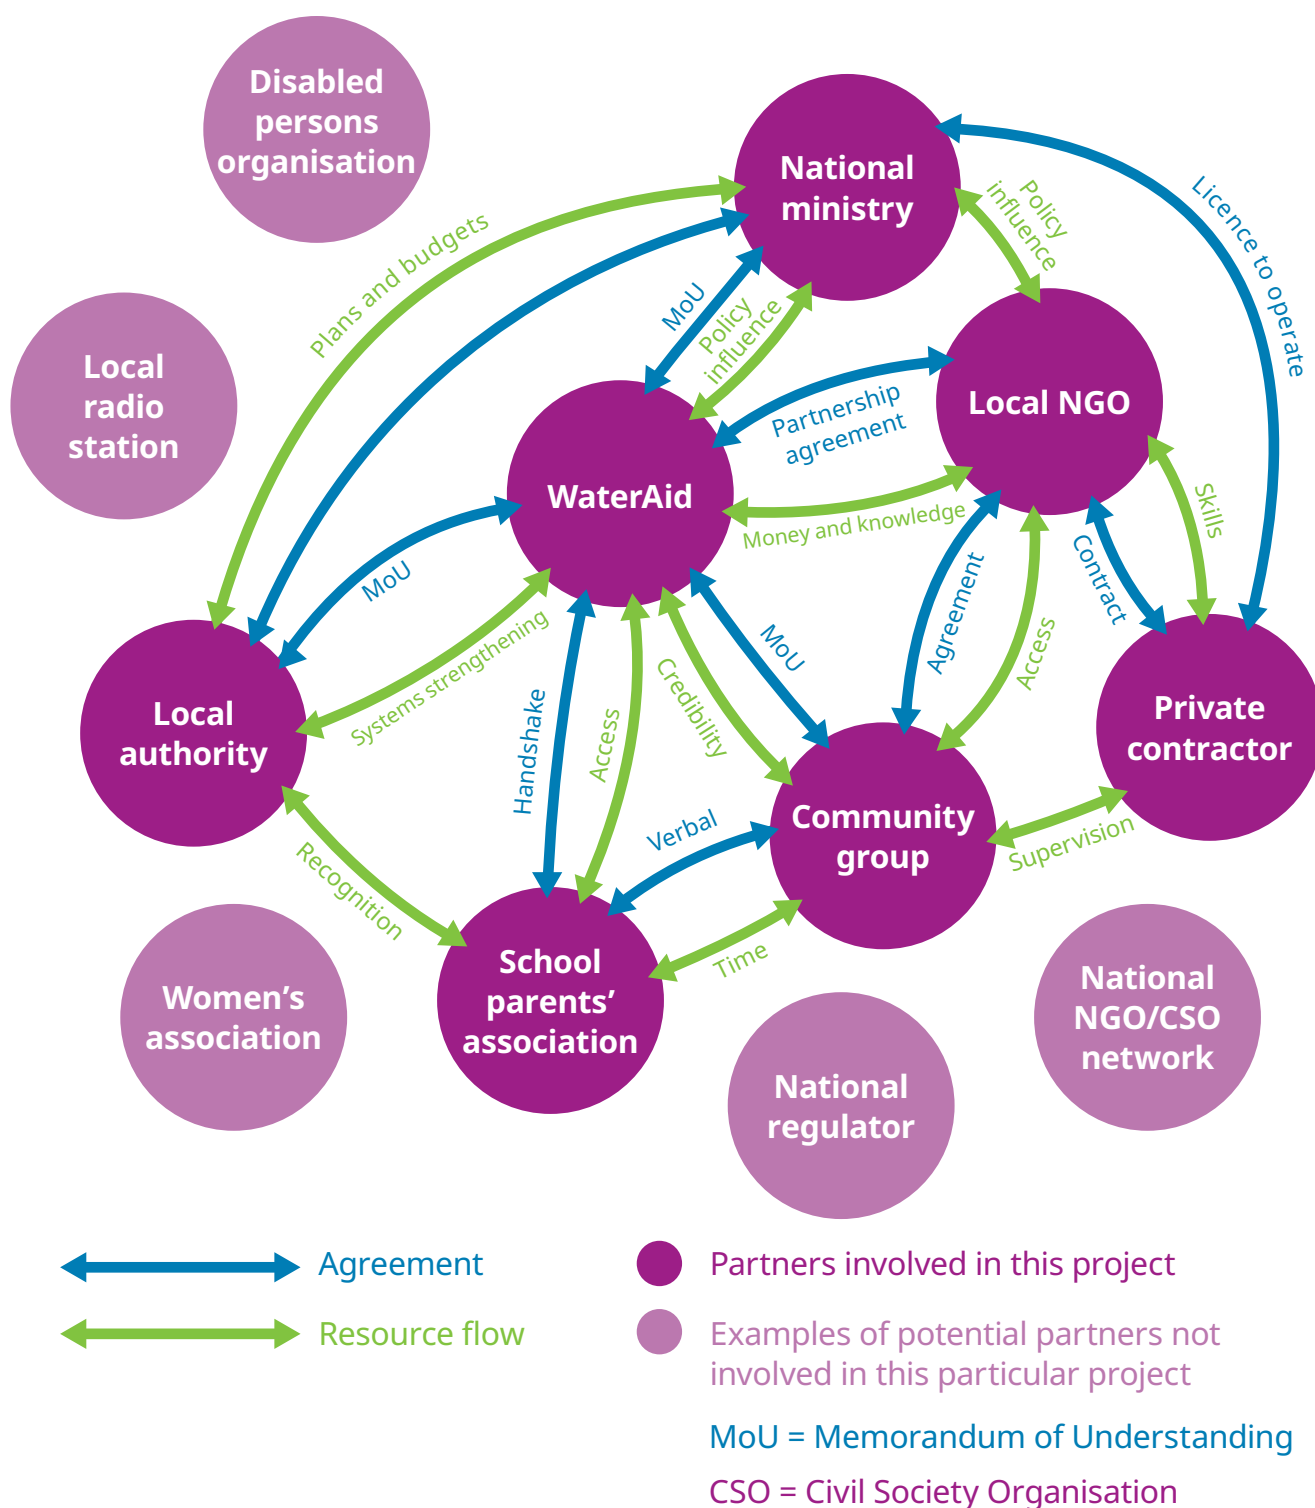 Disabled
persons
organisation
National
ministry
Licence to operate
Policy
influence
Plans and budgets
MoU
Policy
influence
Local
radio
station
Local NGO
Partnership
agreement
WaterAid
Money and knowledge
Skills
Contract
Agreement
Access
MoU
Systems strengthening
MoU
Credibility
Handshake
Access
Local
authority
Private
contractor
Community
group
Verbal
Supervision
Recognition
Time
School
parents’
association
Women’s
association
National
NGO/CSO
network
National
regulator
Agreement
Resource flow
Partners involved in this project
Examples of potential partners not
involved in this particular project
MoU = Memorandum of Understanding
CSO = Civil Society Organisation